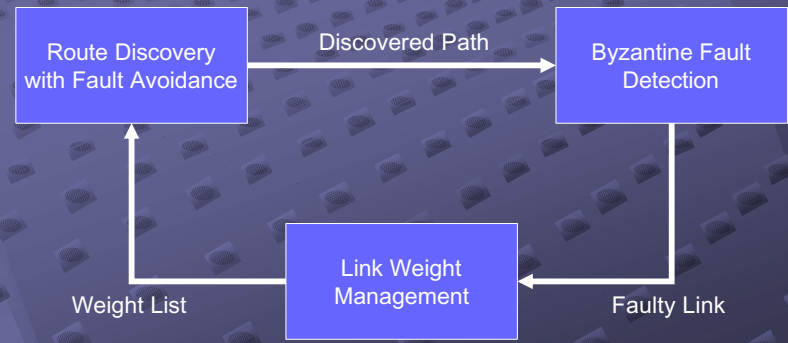 Route Discovery
with Fault Avoidance
Discovered Path
Byzantine Fault
Detection
Link Weight
Management
Weight List
Faulty Link